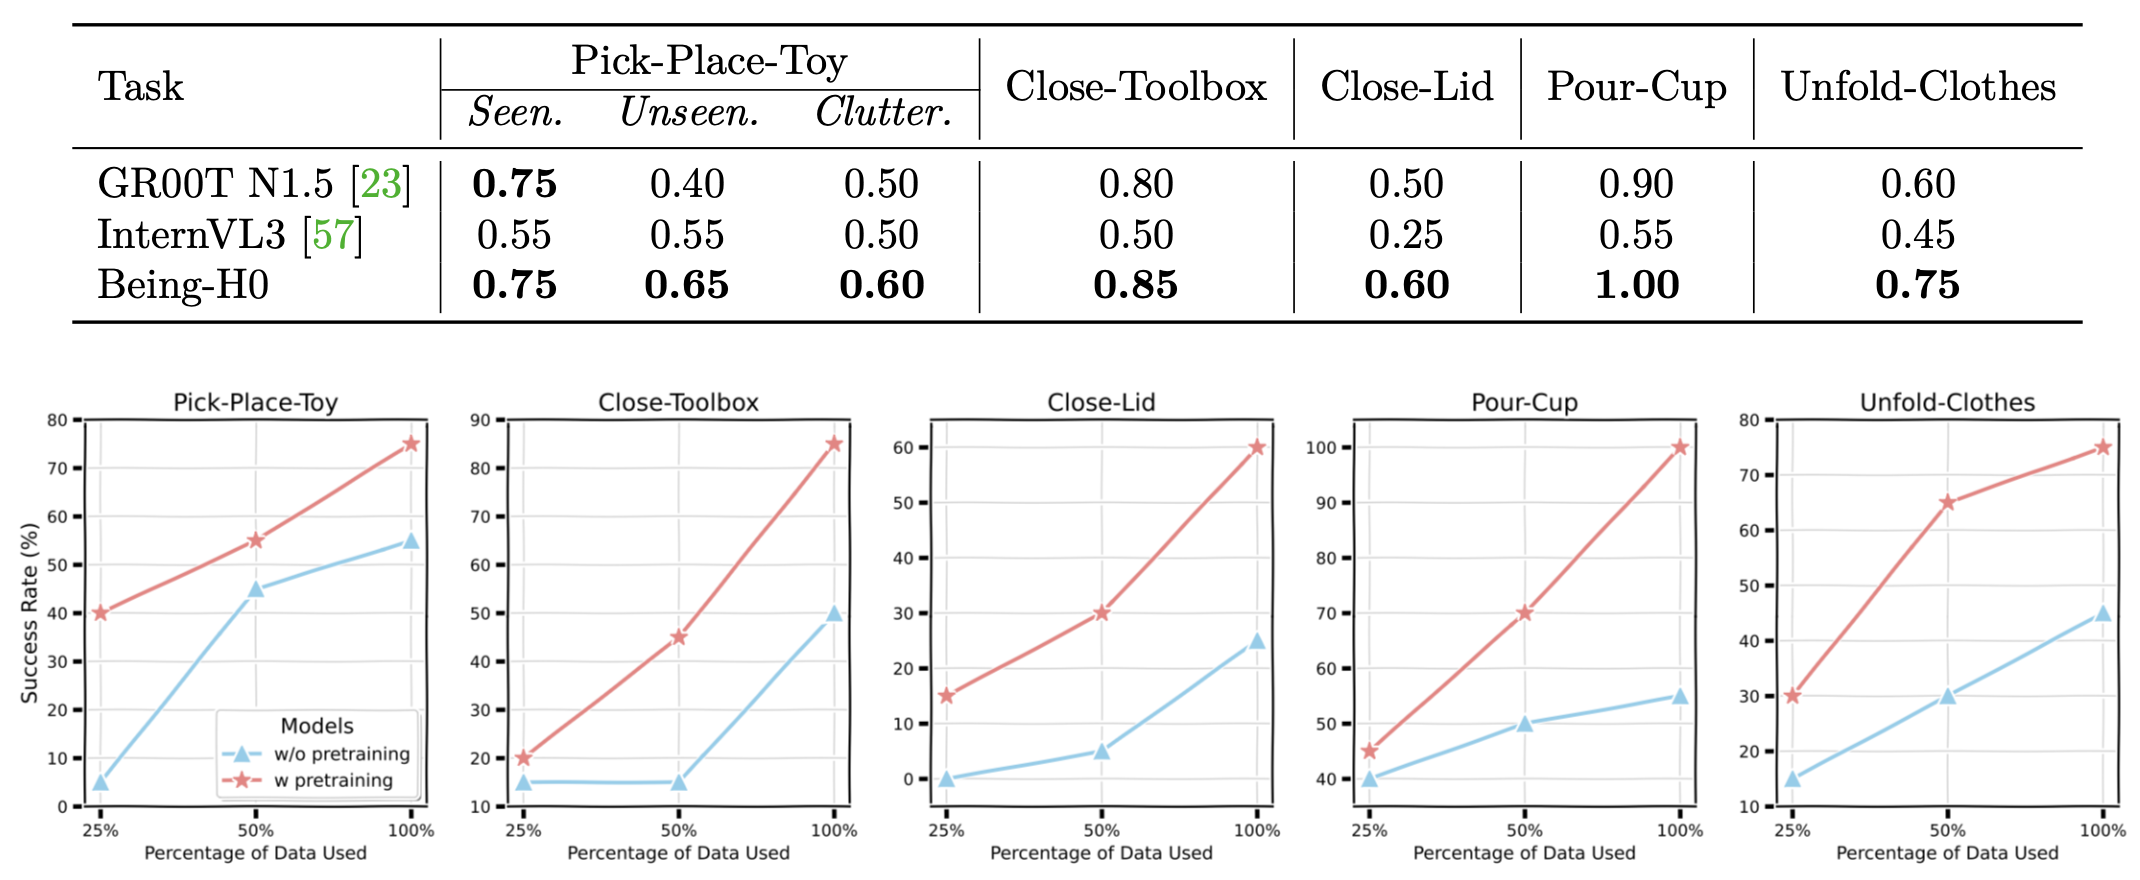 Task Pick-Place-Toy Close-Toolbox Close-Lid Pour-Cup Unfold-Clothes
Seen. Unseen. Clutter.
GR00T N1.5 [23] 0.75 0.40 0.50 0.80 0.50 0.90 0.60
InternVL3 [57] 0.55 0.55 0.50 0.50 0.25 0.55 0.45
Being-H0 0.75 0.65 0.60 0.85 0.60 1.00 0.75
Pick-Place-Toy
Success Rate (%)
80
70
60
50
40
30
20
10
0
Models
w/o pretraining
w pretraining
25% 50% 100%
Percentage of Data Used
Close-Toolbox
90
80
70
60
50
40
30
20
10
25% 50% 100%
Percentage of Data Used
Close-Lid
60
50
40
30
20
10
0
25% 50% 100%
Percentage of Data Used
Pour-Cup
100
90
80
70
60
50
40
25% 50% 100%
Percentage of Data Used
Unfold-Clothes
80
70
60
50
40
30
20
10
25% 50% 100%
Percentage of Data Used